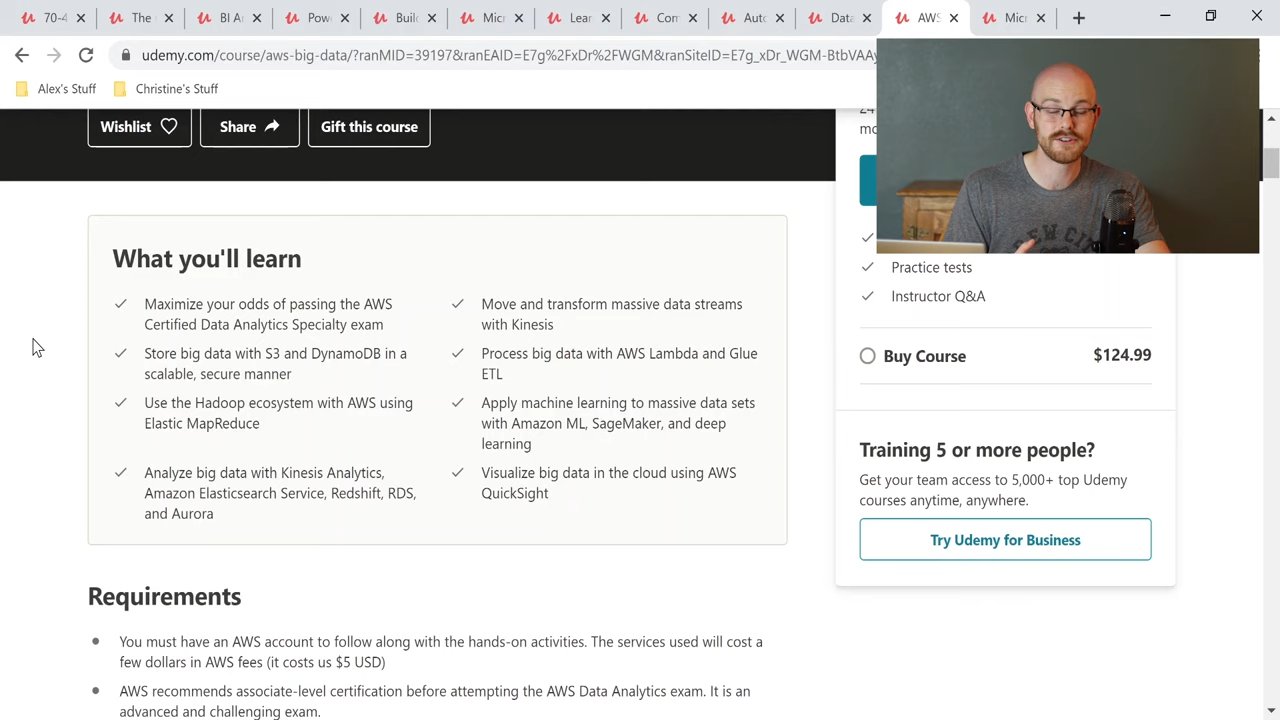 70-4
The
BI A
Pow
Build
Micr
Lear
Com
Auto
Data
AWS
Micr
udemy.com/course/aws-big-data/?ranMID=39197&ranEAID=E7g%2FxDr%2FWGM&ranSiteID=E7g_xDr_WGM-BtbVAAy
Alex's Stuff
Christine's Stuff
Wishlist
Share
Gift this course
What you'll learn
Maximize your odds of passing the AWS
Certified Data Analytics Specialty exam
Store big data with S3 and DynamoDB in a
scalable, secure manner
Use the Hadoop ecosystem with AWS using
Elastic MapReduce
Analyze big data with Kinesis Analytics,
Amazon Elasticsearch Service, Redshift, RDS,
and Aurora
Move and transform massive data streams
with Kinesis
Process big data with AWS Lambda and Glue
ETL
Apply machine learning to massive data sets
with Amazon ML, SageMaker, and deep
learning
Visualize big data in the cloud using AWS
QuickSight
Requirements
You must have an AWS account to follow along with the hands-on activities. The services used will cost a
few dollars in AWS fees (it costs us $5 USD)
AWS recommends associate-level certification before attempting the AWS Data Analytics exam. It is an
advanced and challenging exam.
Practice tests
Instructor Q&A
Buy Course
$124.99
Training 5 or more people?
Get your team access to 5,000+ top Udemy
courses anytime, anywhere.
Try Udemy for Business